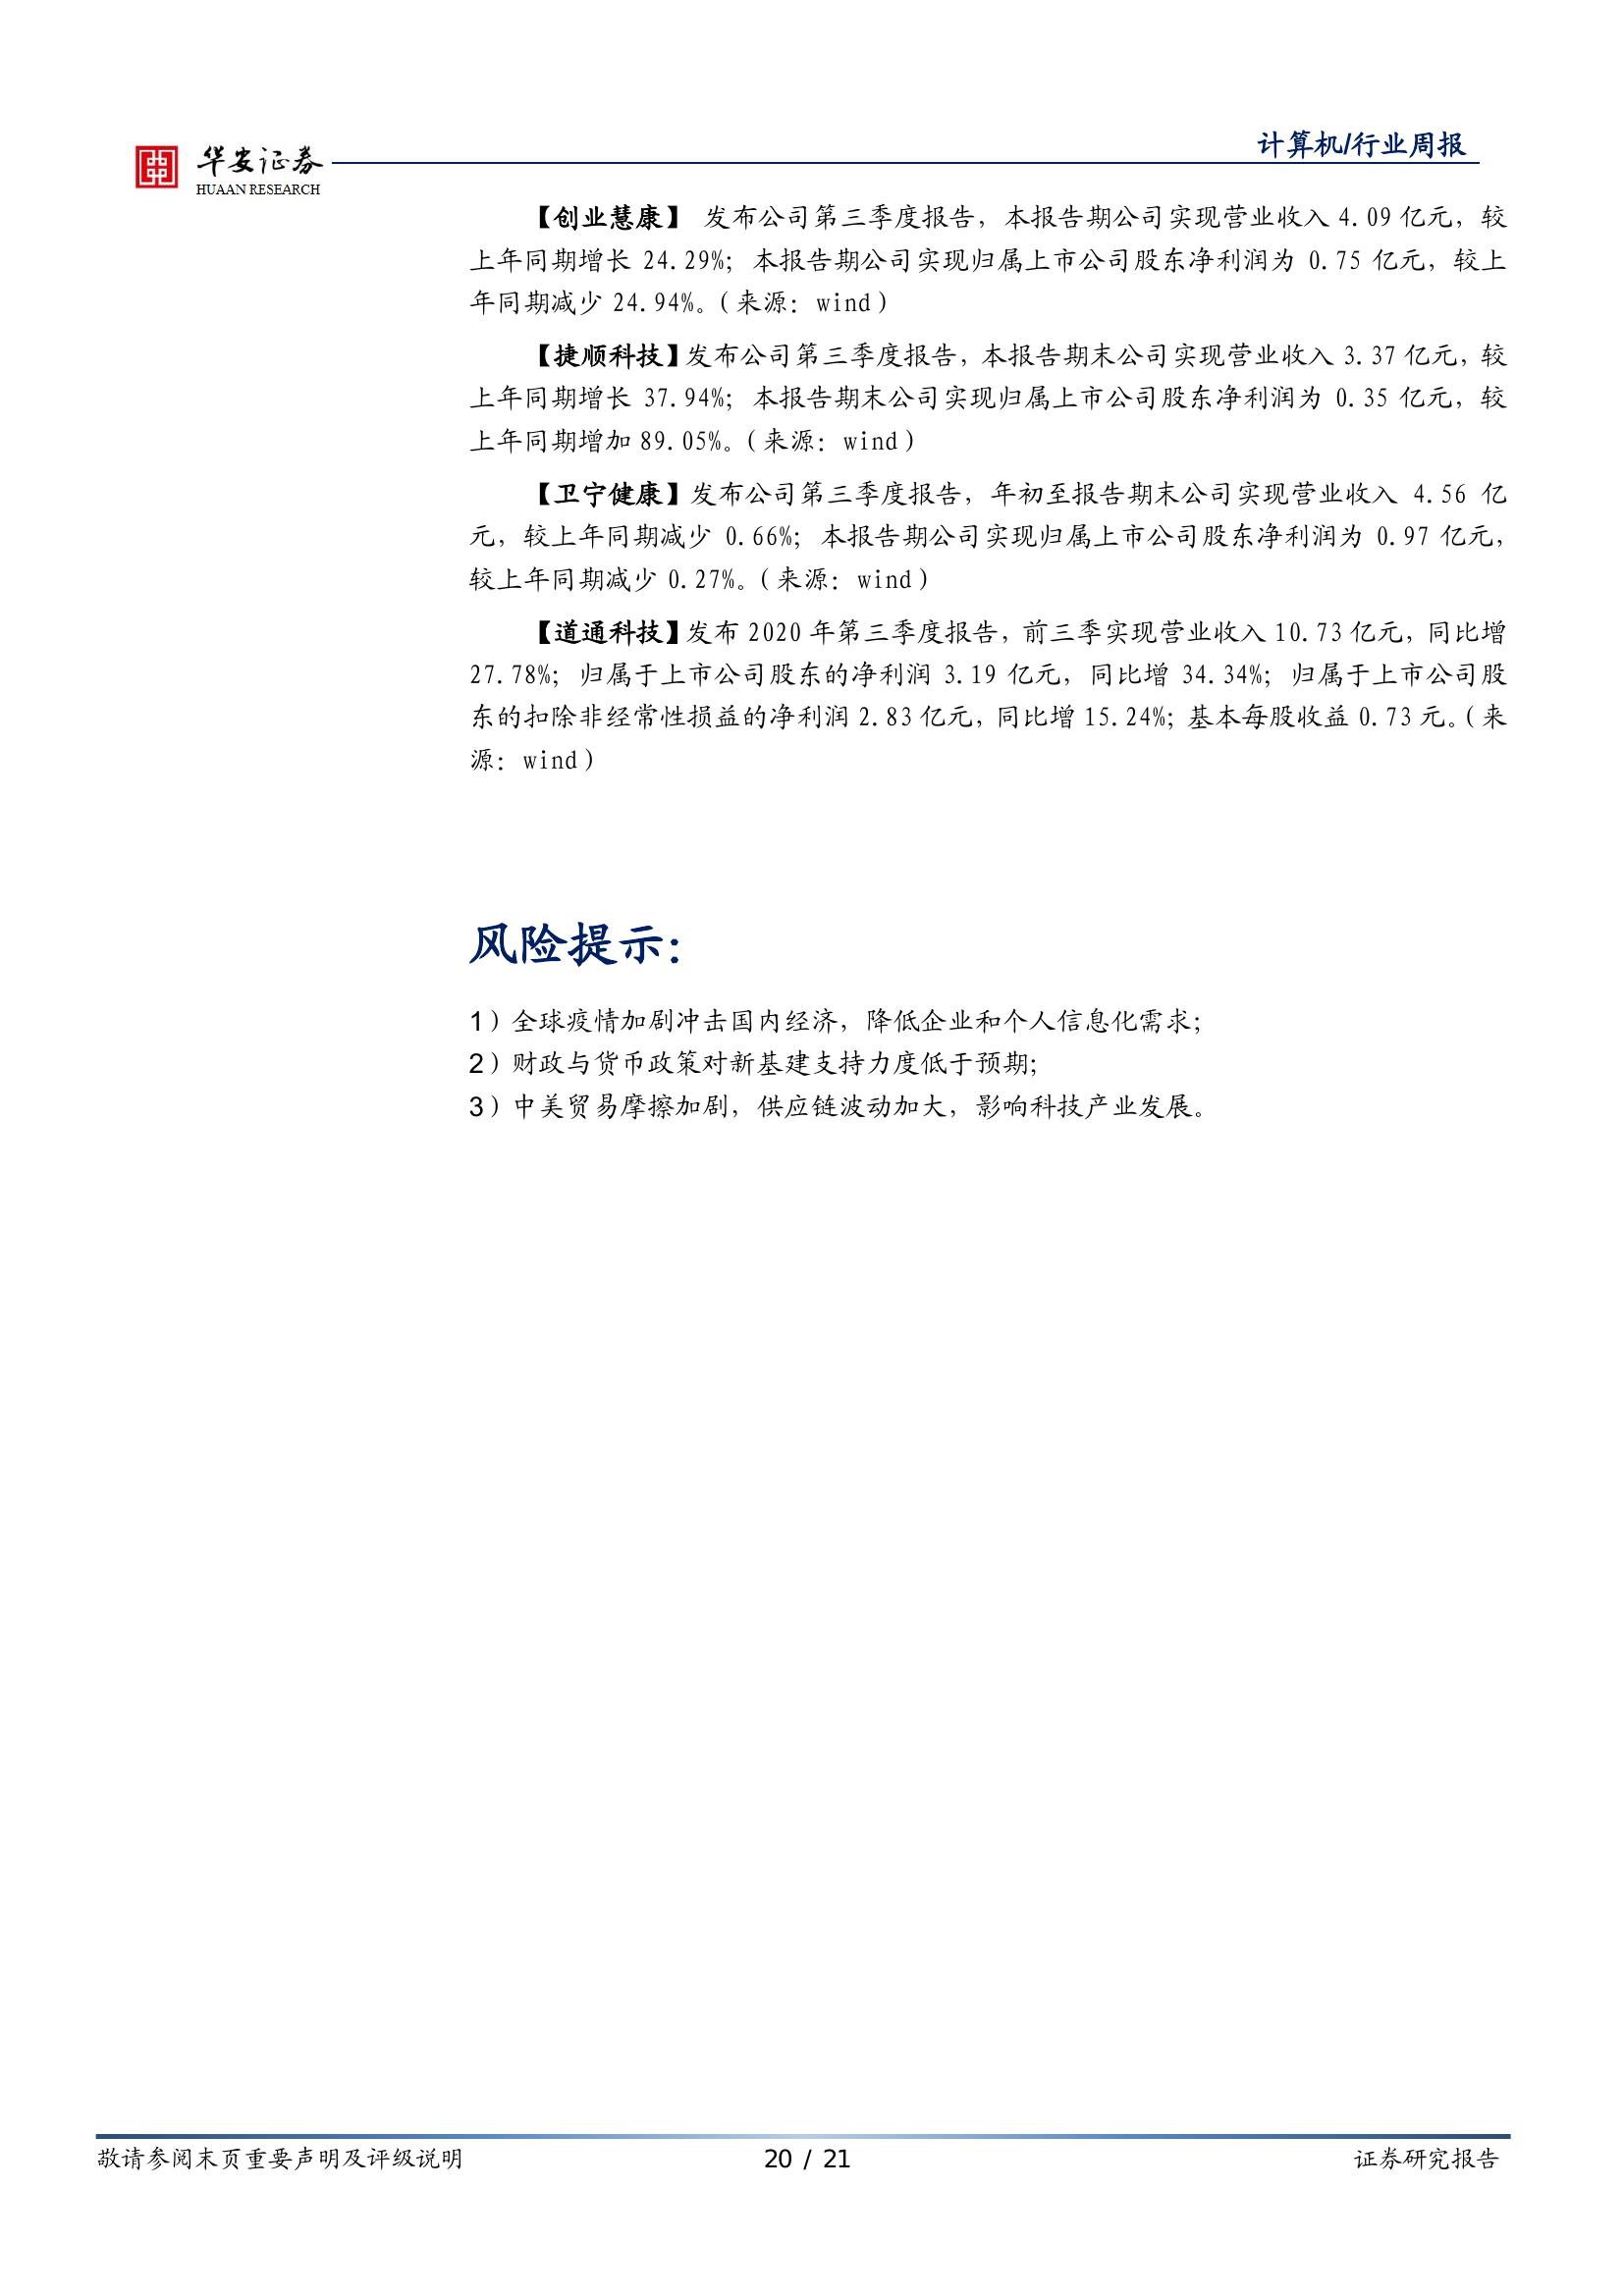 华安证券
HUAAN RESEARCH
计算机/行业周报
【创业慧康】 发布公司第三季度报告，本报告期公司实现营业收入 4.09 亿元，较
上年同期增长 24.29%；本报告期公司实现归属上市公司股东净利润为 0.75 亿元，较上
年同期减少 24.94%。（来源：wind）
【捷顺科技】发布公司第三季度报告，本报告期末公司实现营业收入 3.37 亿元，较
上年同期增长 37.94%；本报告期末公司实现归属上市公司股东净利润为 0.35 亿元，较
上年同期增加 89.05%。（来源：wind）
【卫宁健康】发布公司第三季度报告，年初至报告期末公司实现营业收入 4.56 亿
元，较上年同期减少 0.66%；本报告期公司实现归属上市公司股东净利润为 0.97 亿元，
较上年同期减少 0.27%。（来源：wind）
【道通科技】发布 2020 年第三季度报告，前三季实现营业收入 10.73 亿元，同比增
27.78%；归属于上市公司股东的净利润 3.19 亿元，同比增 34.34%；归属于上市公司股
东的扣除非经常性损益的净利润 2.83 亿元，同比增 15.24%；基本每股收益 0.73 元。（来
源：wind）
风险提示：
1）全球疫情加剧冲击国内经济，降低企业和个人信息化需求；
2）财政与货币政策对新基建支持力度低于预期；
3）中美贸易摩擦加剧，供应链波动加大，影响科技产业发展。
敬请参阅末页重要声明及评级说明
20 / 21
证券研究报告